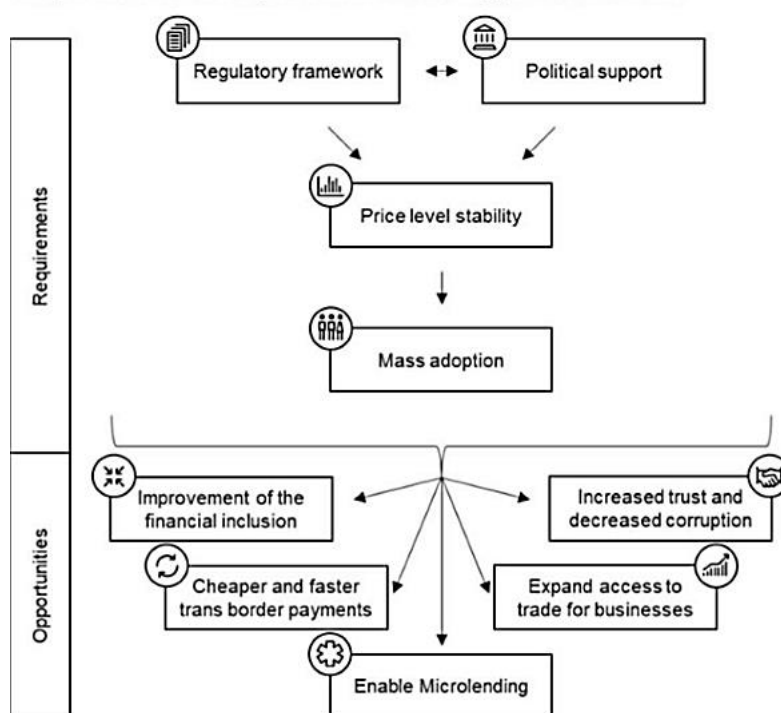 Regulatory framework
Political support
Price level stability
Mass adoption
Requirements
Improvement of the
financial inclusion
Increased trust and
decreased corruption
Cheaper and faster
trans border payments
Expand access to
trade for businesses
Enable Microlending
Opportunities